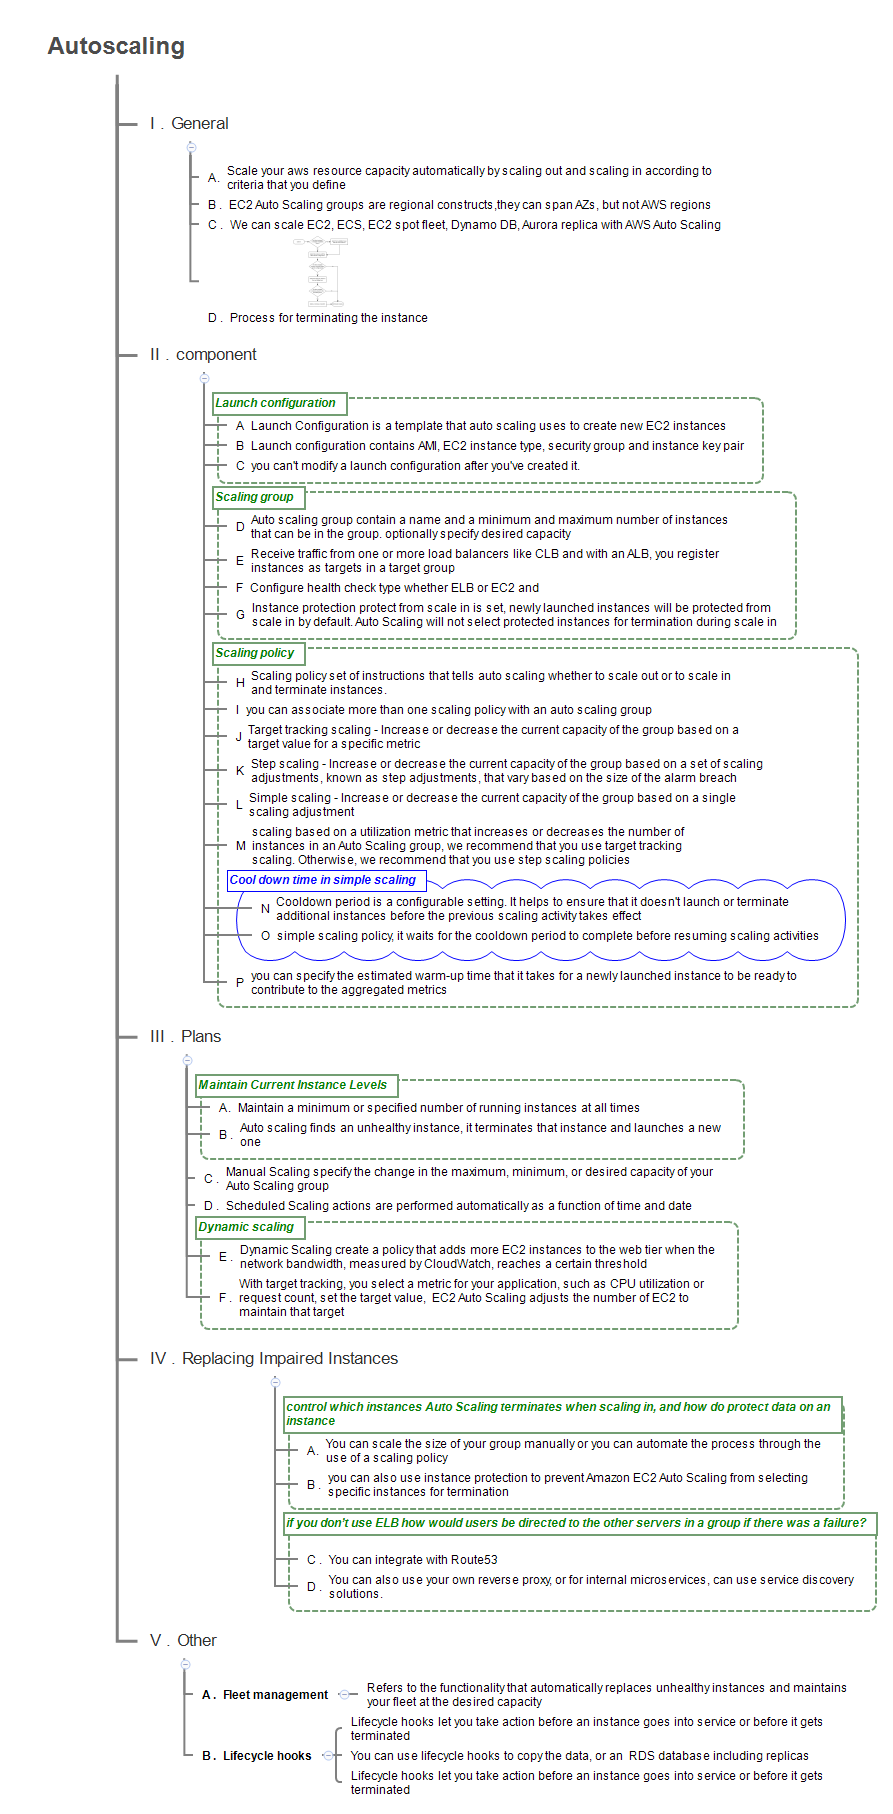 Autoscaling
I . General
A. Scale your aws resource capacity automatically by scaling out and scaling in according to
criteria that you define
B . EC2 Auto Scaling groups are regional constructs,they can span AZs, but not AWS regions
C . We can scale EC2, ECS, EC2 spot fleet, Dynamo DB, Aurora replica with AWS Auto Scaling
D . Process for terminating the instance
II . component
Launch configuration
A Launch Configuration is a template that auto scaling uses to create new EC2 instances
B Launch configuration contains AMI, EC2 instance type, security group and instance key pair
C you can't modify a launch configuration after you've created it.
Scaling group
D Auto scaling group contain a name and a minimum and maximum number of instances
that can be in the group. optionally specify desired capacity
E Receive traffic from one or more load balancers like CLB and with an ALB, you register
instances as targets in a target group
F Configure health check type whether ELB or EC2 and
G Instance protection protect from scale in is set, newly launched instances will be protected from
scale in by default. Auto Scaling will not select protected instances for termination during scale in
Scaling policy
H Scaling policy set of instructions that tells auto scaling whether to scale out or to scale in
and terminate instances.
I you can associate more than one scaling policy with an auto scaling group
J Target tracking scaling - Increase or decrease the current capacity of the group based on a
target value for a specific metric
K Step scaling - Increase or decrease the current capacity of the group based on a set of scaling
adjustments, known as step adjustments, that vary based on the size of the alarm breach
L Simple scaling - Increase or decrease the current capacity of the group based on a single
scaling adjustment
scaling based on a utilization metric that increases or decreases the number of
M instances in an Auto Scaling group, we recommend that you use target tracking
scaling. Otherwise, we recommend that you use step scaling policies
Cool down time in simple scaling
N Cooldown period is a configurable setting. It helps to ensure that it doesn't launch or terminate
additional instances before the previous scaling activity takes effect
O simple scaling policy, it waits for the cooldown period to complete before resuming scaling activities
P you can specify the estimated warm-up time that it takes for a newly launched instance to be ready to
contribute to the aggregated metrics
III . Plans
Maintain Current Instance Levels
A. Maintain a minimum or specified number of running instances at all times
B . Auto scaling finds an unhealthy instance, it terminates that instance and launches a new
one
C . Manual Scaling specify the change in the maximum, minimum, or desired capacity of your
Auto Scaling group
D . Scheduled Scaling actions are performed automatically as a function of time and date
Dynamic scaling
E . Dynamic Scaling create a policy that adds more EC2 instances to the web tier when the
network bandwidth, measured by CloudWatch, reaches a certain threshold
With target tracking, you select a metric for your application, such as CPU utilization or
F . request count, set the target value, EC2 Auto Scaling adjusts the number of EC2 to
maintain that target
IV . Replacing Impaired Instances
control which instances Auto Scaling terminates when scaling in, and how do protect data on an
instance
A. You can scale the size of your group manually or you can automate the process through the
use of a scaling policy
B . you can also use instance protection to prevent Amazon EC2 Auto Scaling from selecting
specific instances for termination
if you don't use ELB how would users be directed to the other servers in a group if there was a failure?
C . You can integrate with Route53
D . You can also use your own reverse proxy, or for internal microservices, can use service discovery
solutions.
V . Other
A . Fleet management
Refers to the functionality that automatically replaces unhealthy instances and maintains
your fleet at the desired capacity
B . Lifecycle hooks
Lifecycle hooks let you take action before an instance goes into service or before it gets
terminated
You can use lifecycle hooks to copy the data, or an RDS database including replicas
Lifecycle hooks let you take action before an instance goes into service or before it gets
terminated